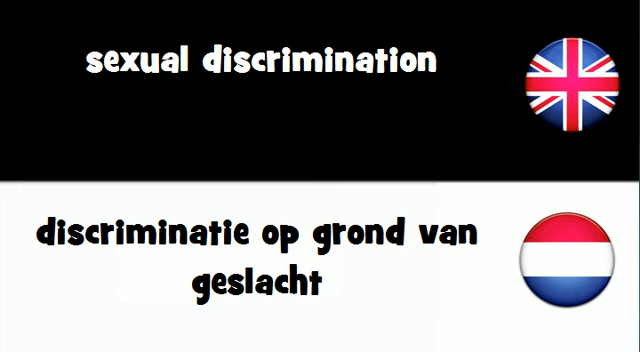 sexual discrimination
discriminatie op grond van
geslacht